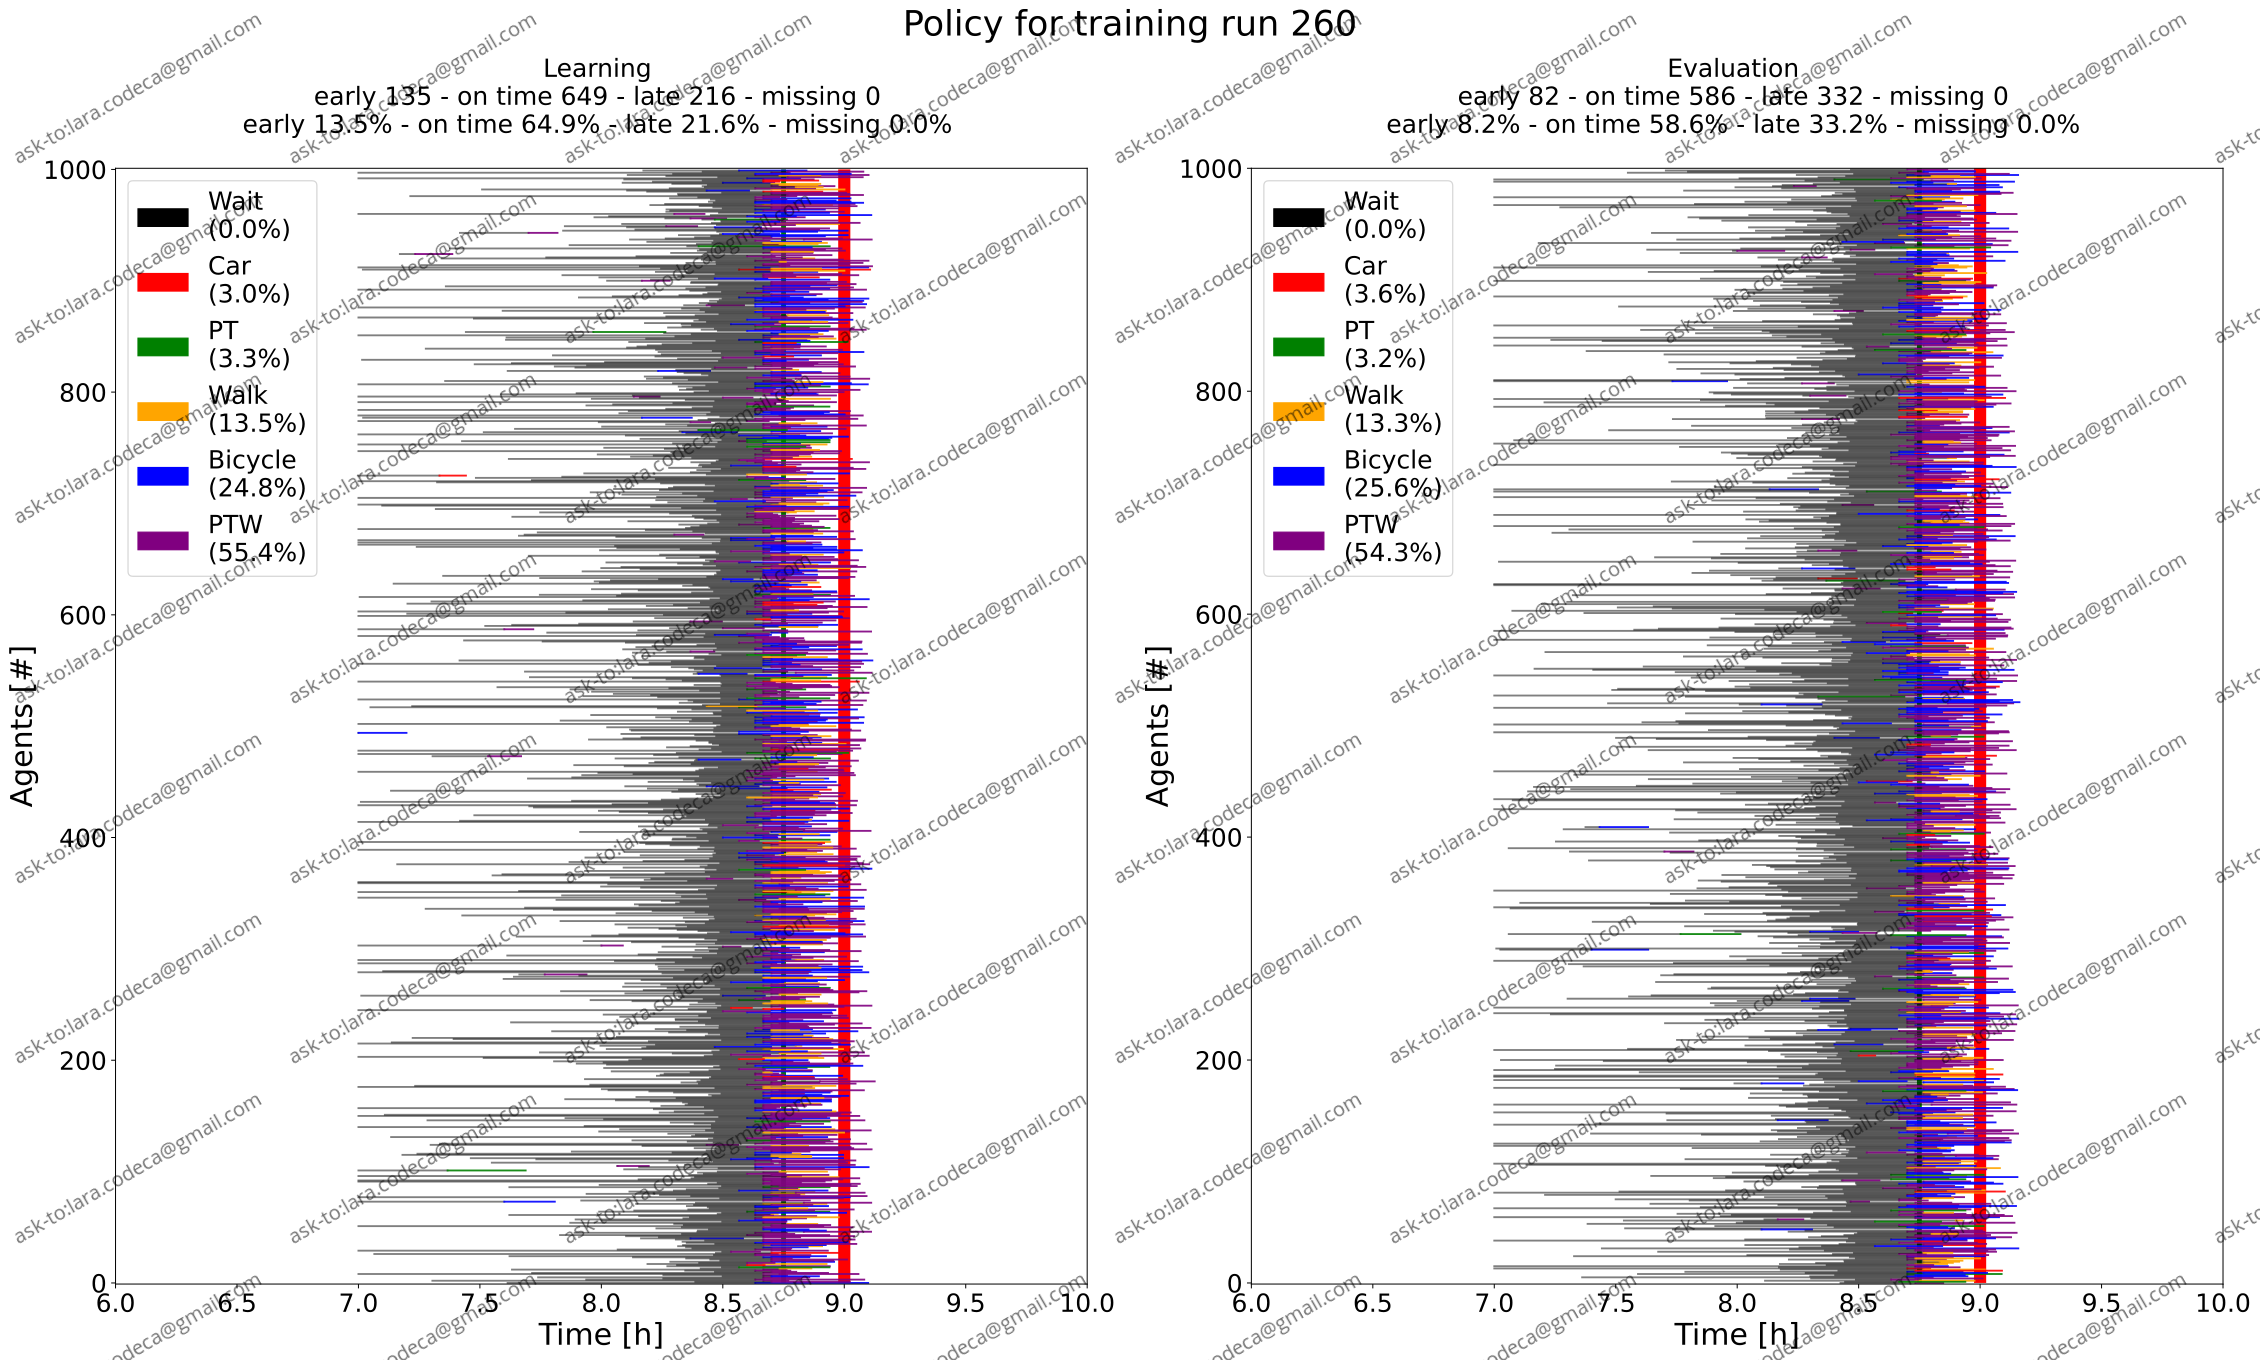 Policy for training run 260
Learning
early 135 - on time 649 - late 216 - missing 0
early 13.5% - on time 64.9% - late 21.6% - missing 0.0%
1000
800
600
400
200
0
Agents [#]
Wait
(0.0%)
Car
(3.0%)
PT
(3.3%)
Walk
(13.5%)
Bicycle
(24.8%)
PTW
(55.4%)
6.0 6.5 7.0 7.5 8.0 8.5 9.0 9.5 10.0
Time [h]
Evaluation
early 82 - on time 586 - late 332 - missing 0
early 8.2% - on time 58.6% - late 33.2% - missing 0.0%
1000
800
600
400
200
0
Agents [#]
Wait
(0.0%)
Car
(3.6%)
PT
(3.2%)
Walk
(13.3%)
Bicycle
(25.6%)
PTW
(54.3%)
6.0 6.5 7.0 7.5 8.0 8.5 9.0 9.5 10.0
Time [h]
ask-to:lara.codeca@gmail.com